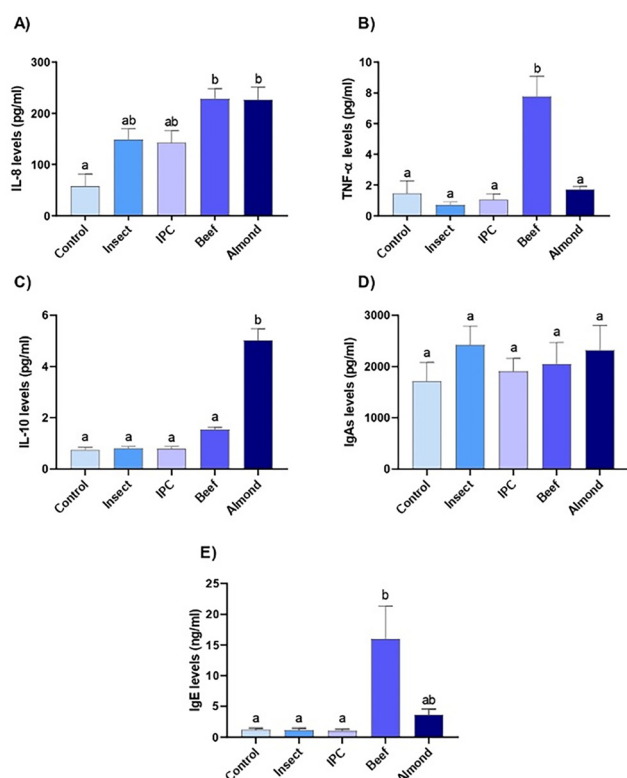 A)
IL-8 levels (pg/ml)
300
200
100
0
a
ab
ab
b
b
Control
Insect
IPC
Beef
Almond
B)
TNF-α levels (pg/ml)
10
8
6
4
2
0
a
a
a
b
a
Control
Insect
IPC
Beef
Almond
C)
IL-10 levels (pg/ml)
6
4
2
0
a
a
a
a
b
Control
Insect
IPC
Beef
Almond
D)
IgAs levels (pg/ml)
3000
2000
1000
0
a
a
a
a
a
Control
Insect
IPC
Beef
Almond
E)
IgE levels (ng/ml)
25
20
15
10
5
0
a
a
a
b
ab
Control
Insect
IPC
Beef
Almond